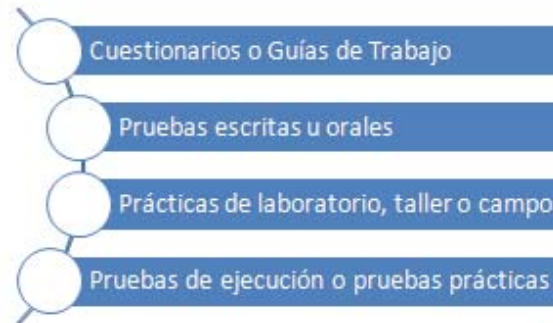 Cuestionarios o Guías de Trabajo
Pruebas escritas u orales
Prácticas de laboratorio, taller o campo
Pruebas de ejecución o pruebas prácticas